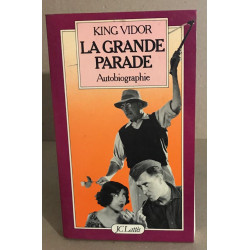 KING VIDOR
LA GRANDE
PARADE
Autobiographie
JC Lattès